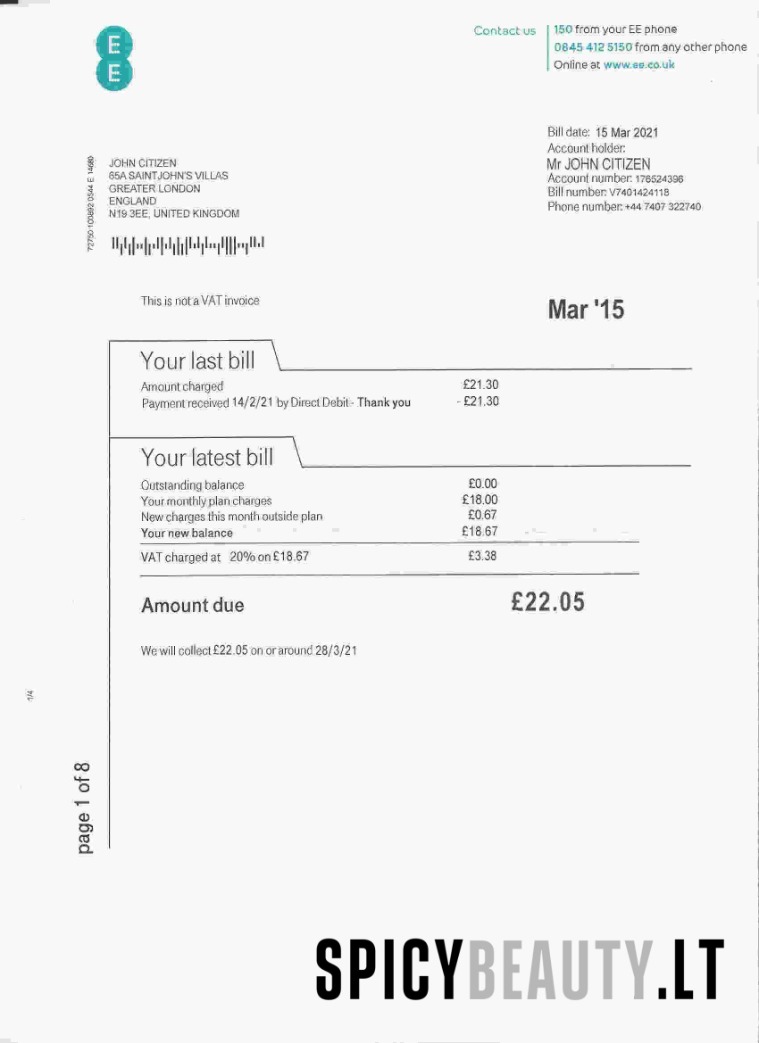 EE
Contact us
150 from your EE phone
0845 412 5150 from any other phone
Online at www.ee.co.uk
Bill date: 15 Mar 2021
Account holder:
Mr JOHN CITIZEN
Account number: 176524396
Bill number: V7401424118
Phone number: +44 7407 322740
JOHN CITIZEN
65A SAINT JOHN'S VILLAS
GREATER LONDON
ENGLAND
N19 3EE, UNITED KINGDOM
This is not a VAT invoice
Mar '15
Your last bill
Amount charged £21.30
Payment received 14/2/21 by Direct Debit - Thank you - £21.30
Your latest bill
Outstanding balance £0.00
Your monthly plan charges £18.00
New charges this month outside plan £0.67
Your new balance £18.67
VAT charged at 20% on £18.67 £3.38
Amount due £22.05
We will collect £22.05 on or around 28/3/21
1/4
page 1 of 8
SPICYBEAUTY.LT